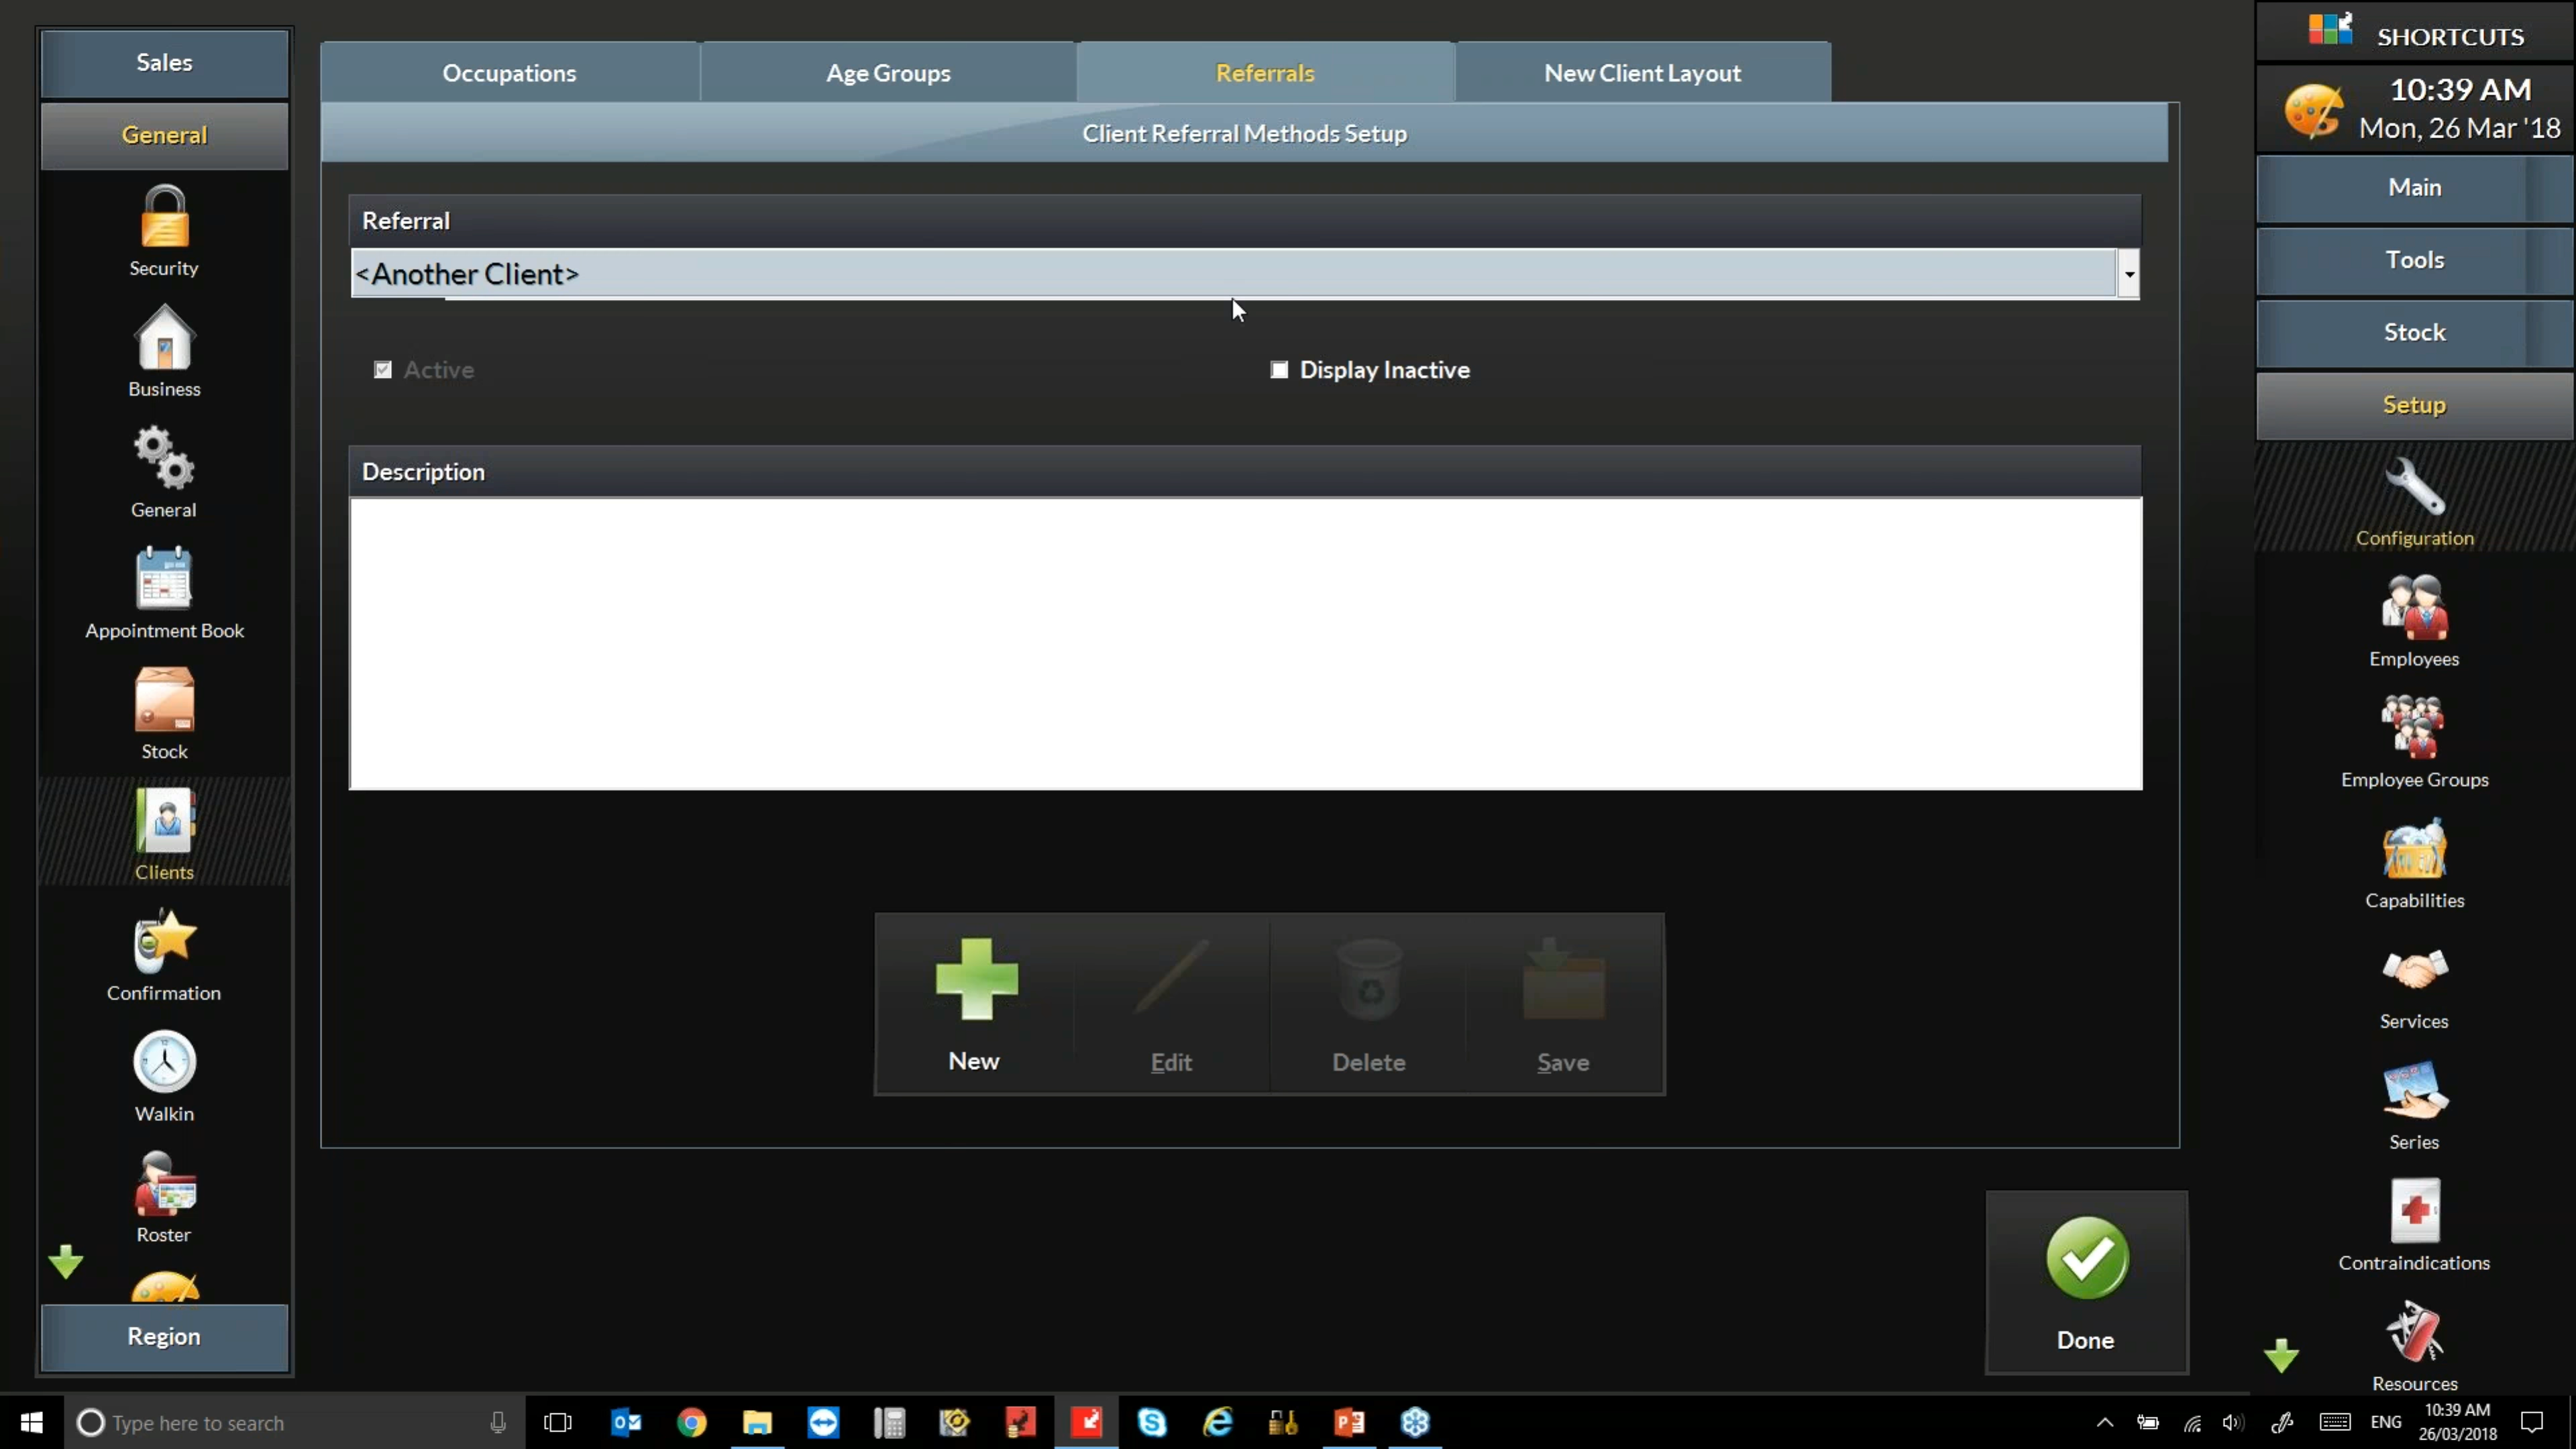 Sales
General
Security
Business
General
Appointment Book
Stock
Clients
Confirmation
Walkin
Roster
Region
Occupations
Age Groups
Referrals
New Client Layout
Client Referral Methods Setup
Referral
<Another Client>
Active
Display Inactive
Description
New
Edit
Delete
Save
Done
SHORTCUTS
10:39 AM
Mon, 26 Mar '18
Main
Tools
Stock
Setup
Configuration
Employees
Employee Groups
Capabilities
Services
Series
Contraindications
Resources
Type here to search
ENG
10:39 AM
26/03/2018